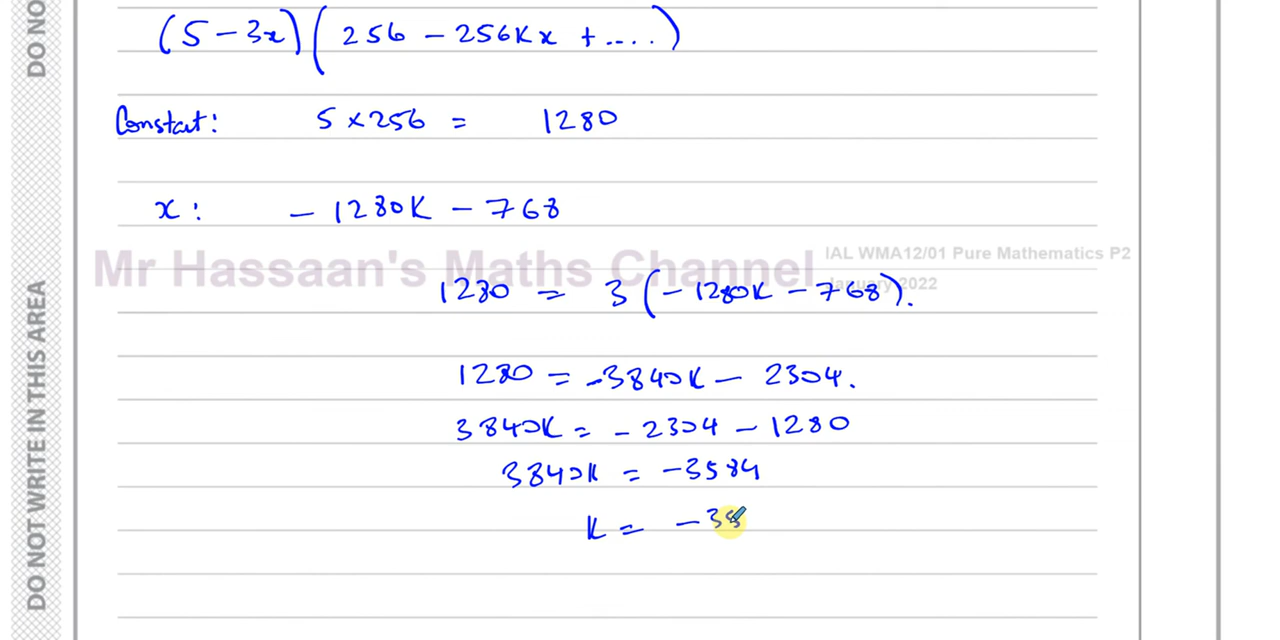 DO NO
(5 - 3x)(256 - 256Kx + ....)
Constat: 5 x 256 = 1280
x: - 1280K - 768
Mr Hassaan's Maths Channel
IAL WMA12/01 Pure Mathematics P2
1280 = 3(-1280K - 768).
1280 = -3840K - 2304.
3840K = - 2304 - 1280
3840K = -3584
K = -38
DO NOT WRITE IN THIS AREA